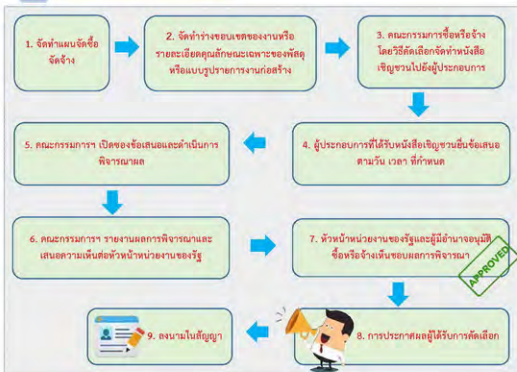 1. จัดทำแผนจัดซื้อ
จัดจ้าง
2. จัดทำร่างขอบเขตของงานหรือ
รายละเอียดคุณลักษณะเฉพาะของพัสดุ
หรือแบบรูปรายการงานก่อสร้าง
3. คณะกรรมการซื้อหรือจ้าง
โดยวิธีคัดเลือกจัดทำหนังสือ
เชิญชวนไปยังผู้ประกอบการ
4. ผู้ประกอบการที่ได้รับหนังสือเชิญชวนยื่นข้อเสนอ
ตามวัน เวลา ที่กำหนด
5. คณะกรรมการฯ เปิดซองข้อเสนอและดำเนินการ
พิจารณาผล
6. คณะกรรมการฯ รายงานผลการพิจารณาและ
เสนอความเห็นต่อหัวหน้าหน่วยงานของรัฐ
7. หัวหน้าหน่วยงานของรัฐและผู้มีอำนาจอนุมัติ
ซื้อหรือจ้างเห็นชอบผลการพิจารณา
APPROVED
8. การประกาศผลผู้ได้รับการคัดเลือก
9. ลงนามในสัญญา